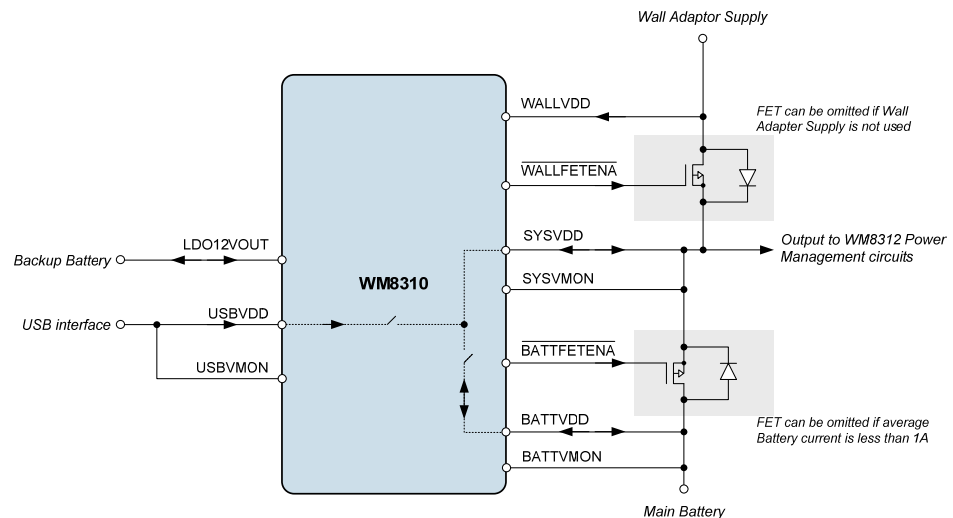 Wall Adaptor Supply
WALLVDD
FET can be omitted if Wall
Adapter Supply is not used
WALLFETENA
SYSVDD
Output to WM8312 Power
Management circuits
LDO12VOUT
Backup Battery
WM8310
SYSVMON
USBVDD
USB interface
BATTFETENA
USBVMON
BATTVDD
FET can be omitted if average
Battery current is less than 1A
BATTVMON
Main Battery